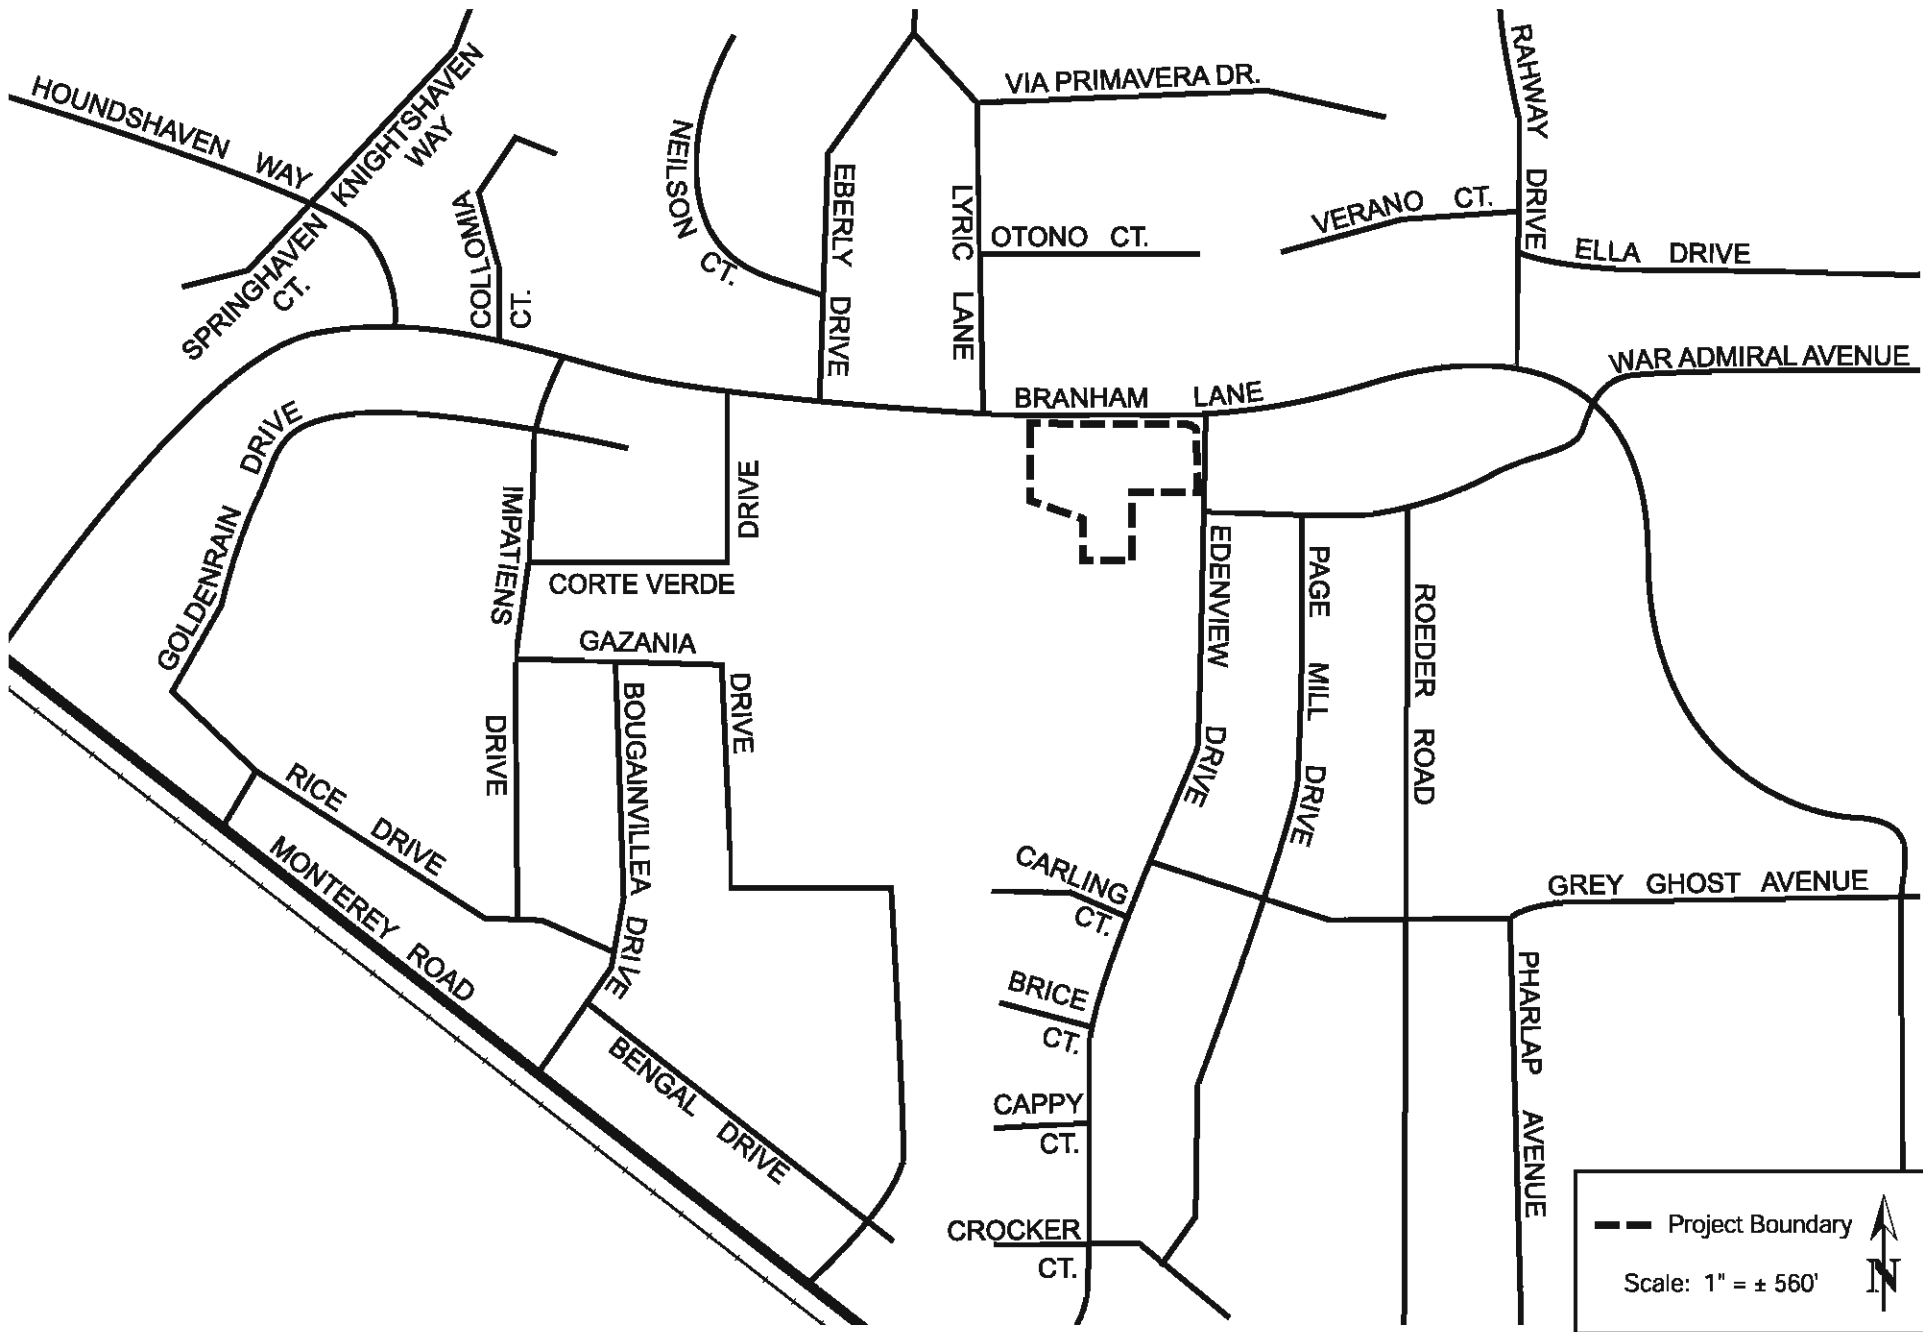 HOUNDSHAVEN WAY
KNIGHTSHAVEN
WAY
SPRINGHAVEN
CT.
COLLOMIA
CT.
NEILSON CT.
EBERLY DRIVE
LYRIC LANE
VIA PRIMAVERA DR.
OTONO CT.
VERANO CT.
RAHWAY DRIVE
ELLA DRIVE
WAR ADMIRAL AVENUE
BRANHAM LANE
GOLDENRAIN DRIVE
IMPATIENS DRIVE
DRIVE
CORTE VERDE
GAZANIA DRIVE
BOUGAINVILLEA DRIVE
EDENVIEW DRIVE
PAGE MILL DRIVE
ROEDER ROAD
RICE DRIVE
MONTEREY ROAD
BENGAL DRIVE
CARLING
CT.
BRICE
CT.
CAPPY
CT.
CROCKER
CT.
GREY GHOST AVENUE
PHARLAP AVENUE
Project Boundary
Scale: 1" = ± 560'
N